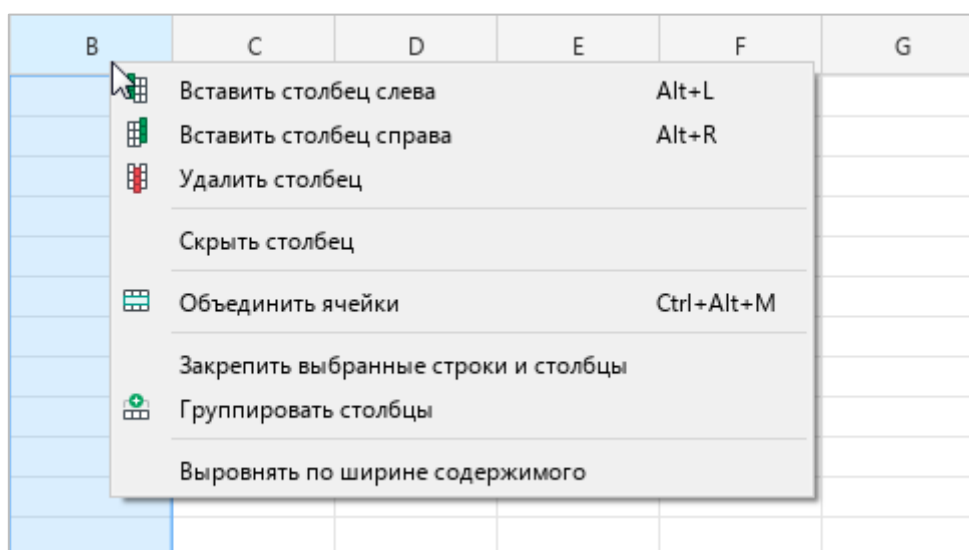 B C D E F G
Вставить столбец слева Alt+L
Вставить столбец справа Alt+R
Удалить столбец
Скрыть столбец
Объединить ячейки Ctrl+Alt+M
Закрепить выбранные строки и столбцы
Группировать столбцы
Выровнять по ширине содержимого